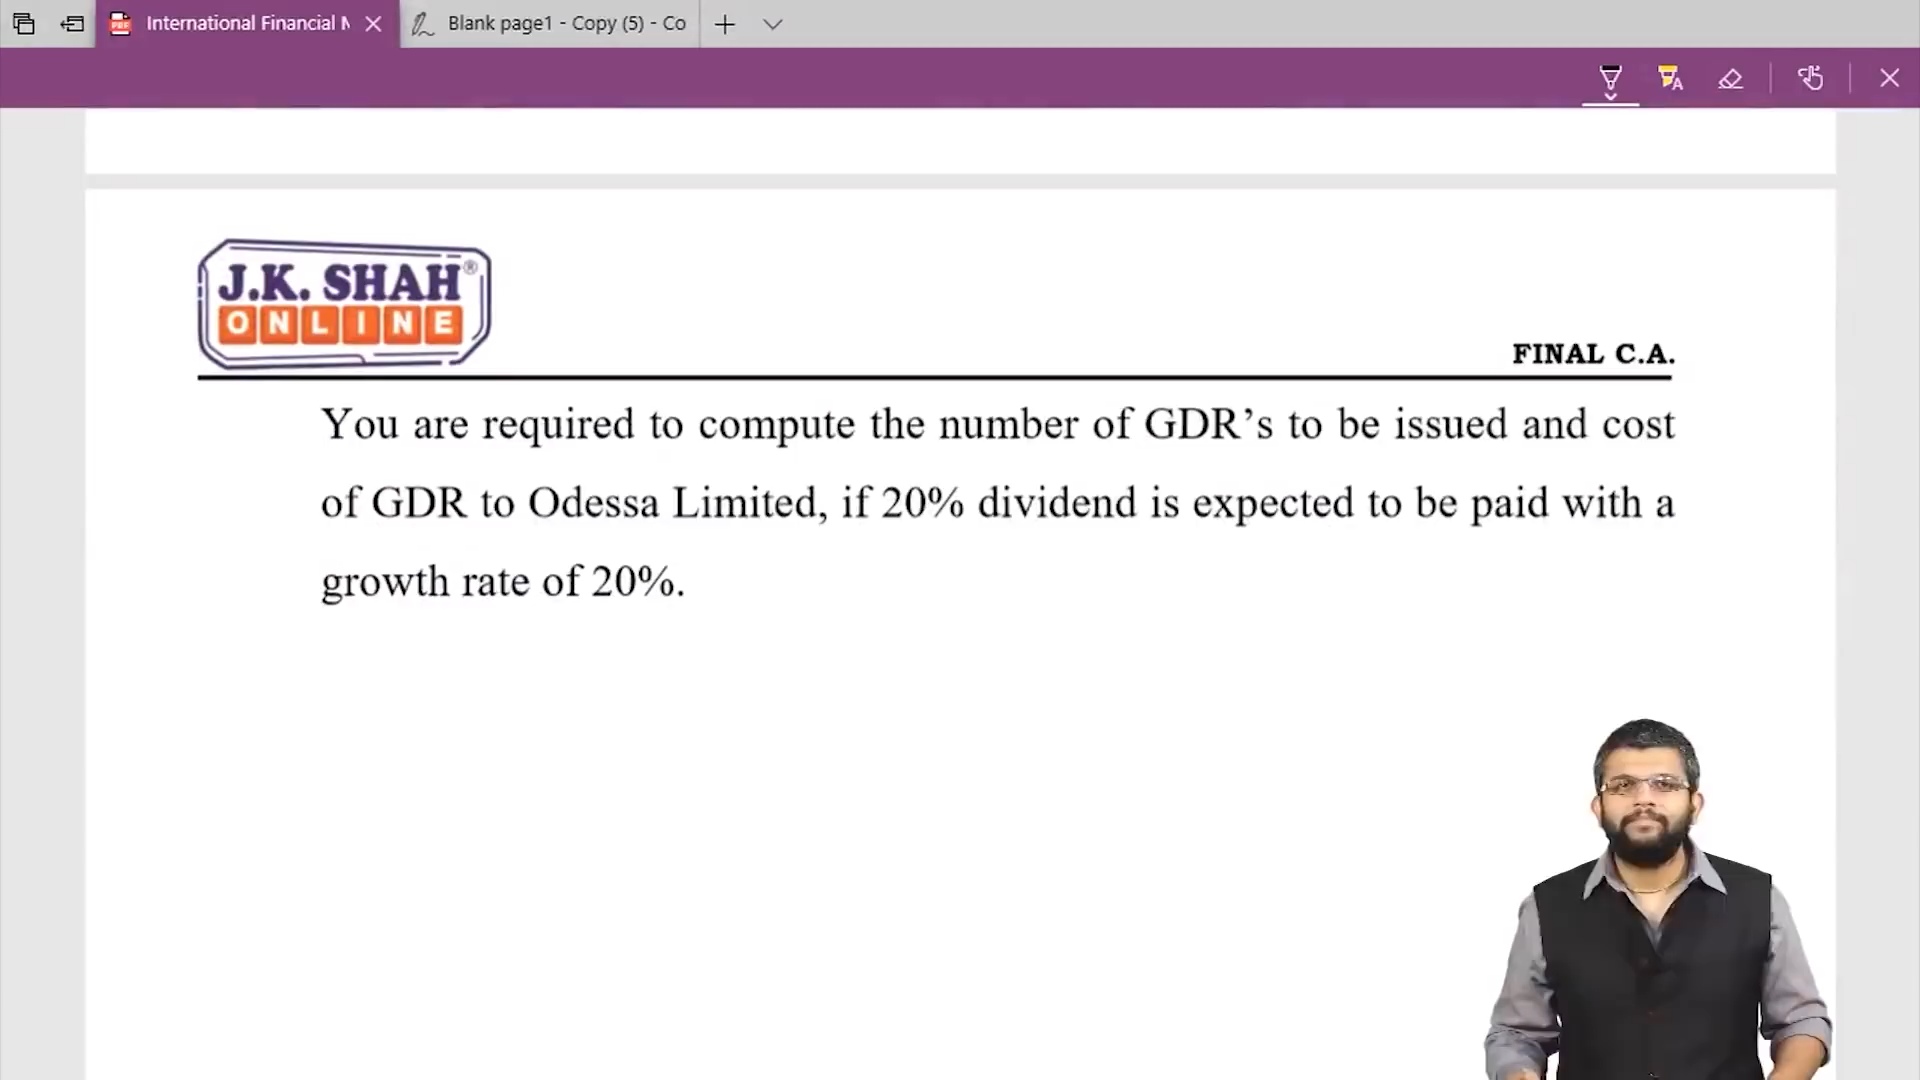 International Financial M
Blank page1 - Copy (5) - Co
J.K. SHAH®
ONLINE
FINAL C.A.
You are required to compute the number of GDR’s to be issued and cost
of GDR to Odessa Limited, if 20% dividend is expected to be paid with a
growth rate of 20%.